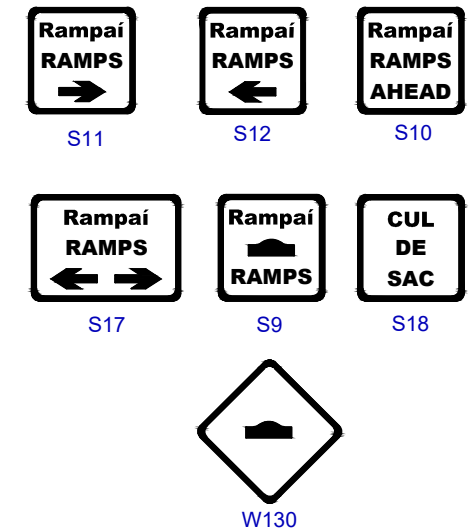 Rampaí
RAMPS
S11
Rampaí
RAMPS
S12
Rampaí
RAMPS
AHEAD
S10
Rampaí
RAMPS
S17
Rampaí
RAMPS
S9
CUL
DE
SAC
S18
W130